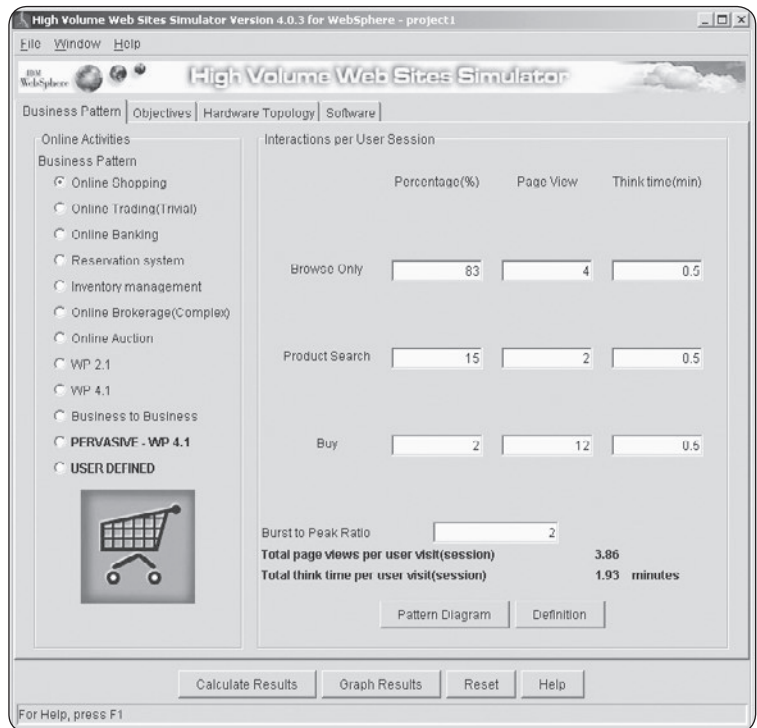 High Volume Web Sites Simulator Version 4.0.3 for WebSphere - project1
File Window Help
IBM WebSphere
High Volume Web Sites Simulator
Business Pattern Objectives Hardware Topology Software
Online Activities
Business Pattern
Online Shopping
Online Trading(Trivial)
Online Banking
Reservation system
Inventory management
Online Brokerage(Complex)
Online Auction
WP 2.1
WP 4.1
Business to Business
PERVASIVE - WP 4.1
USER DEFINED
Interactions per User Session
Percentage(%) Page View Think time(min)
Browse Only 83 4 0.5
Product Search 15 2 0.5
Buy 2 12 0.5
Burst to Peak Ratio 2
Total page views per user visit(session) 3.86
Total think time per user visit(session) 1.93 minutes
Pattern Diagram Definition
Calculate Results Graph Results Reset Help
For Help, press F1